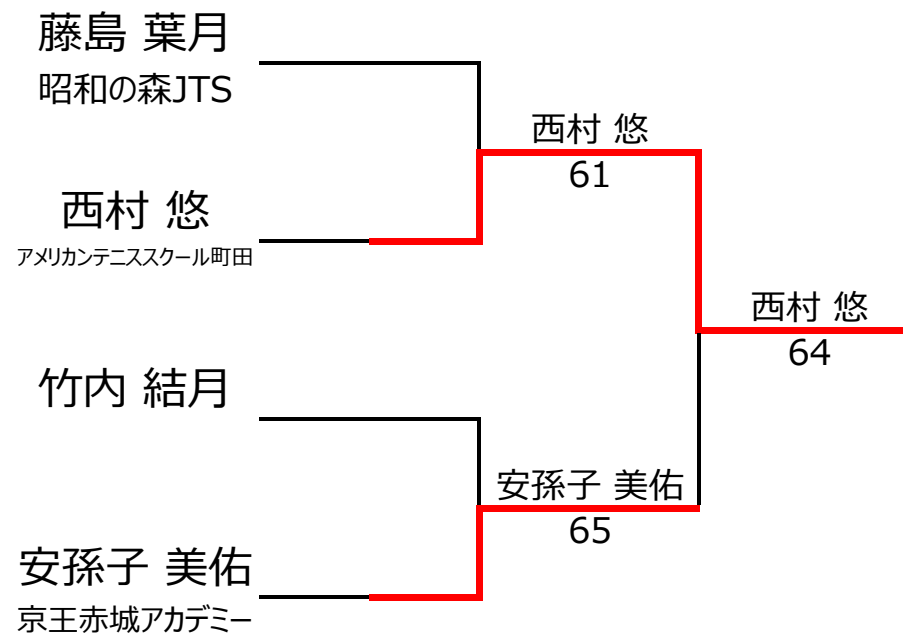 藤島 葉月
昭和の森JTS
西村 悠
61
西村 悠
アメリカンテニススクール町田
西村 悠
64
竹内 結月
安孫子 美佑
65
安孫子 美佑
京王赤城アカデミー